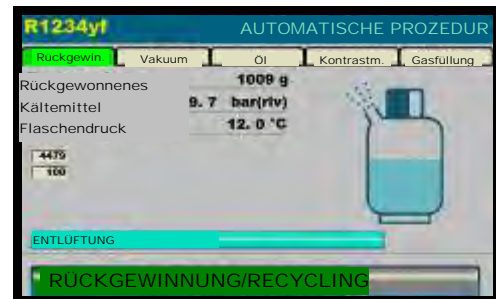 R1234yf AUTOMATISCHE PROZEDUR
Rückgewin. Vakuum Öl Kontrastm. Gasfüllung
Rückgewonnenes 1009 g
Kältemittel 9. 7 bar(rlv)
Flaschendruck 12. 0 °C
4479
100
ENTLÜFTUNG
RÜCKGEWINNUNG/RECYCLING